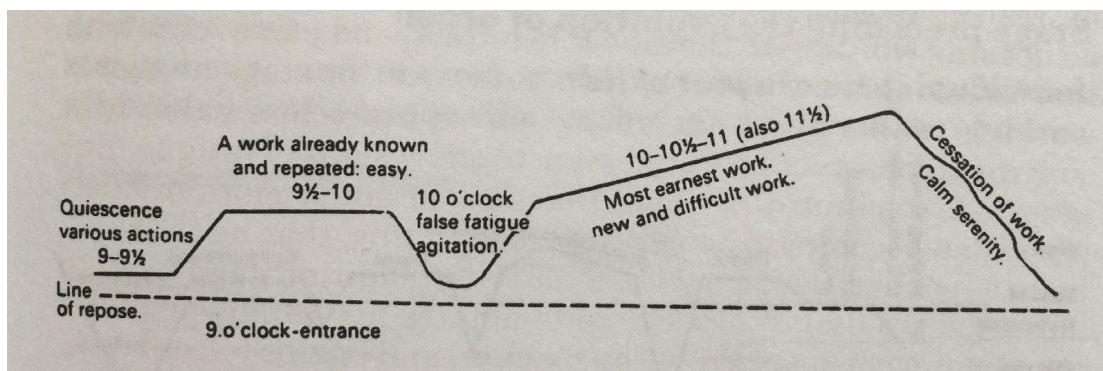 A work already known
and repeated: easy.
9½–10
Quiescence
various actions
9–9½
10 o'clock
false fatigue
agitation.
10–10½–11 (also 11½)
Most earnest work.
new and difficult work.
Cessation of work.
Calm serenity.
Line
of repose.
9.o'clock-entrance